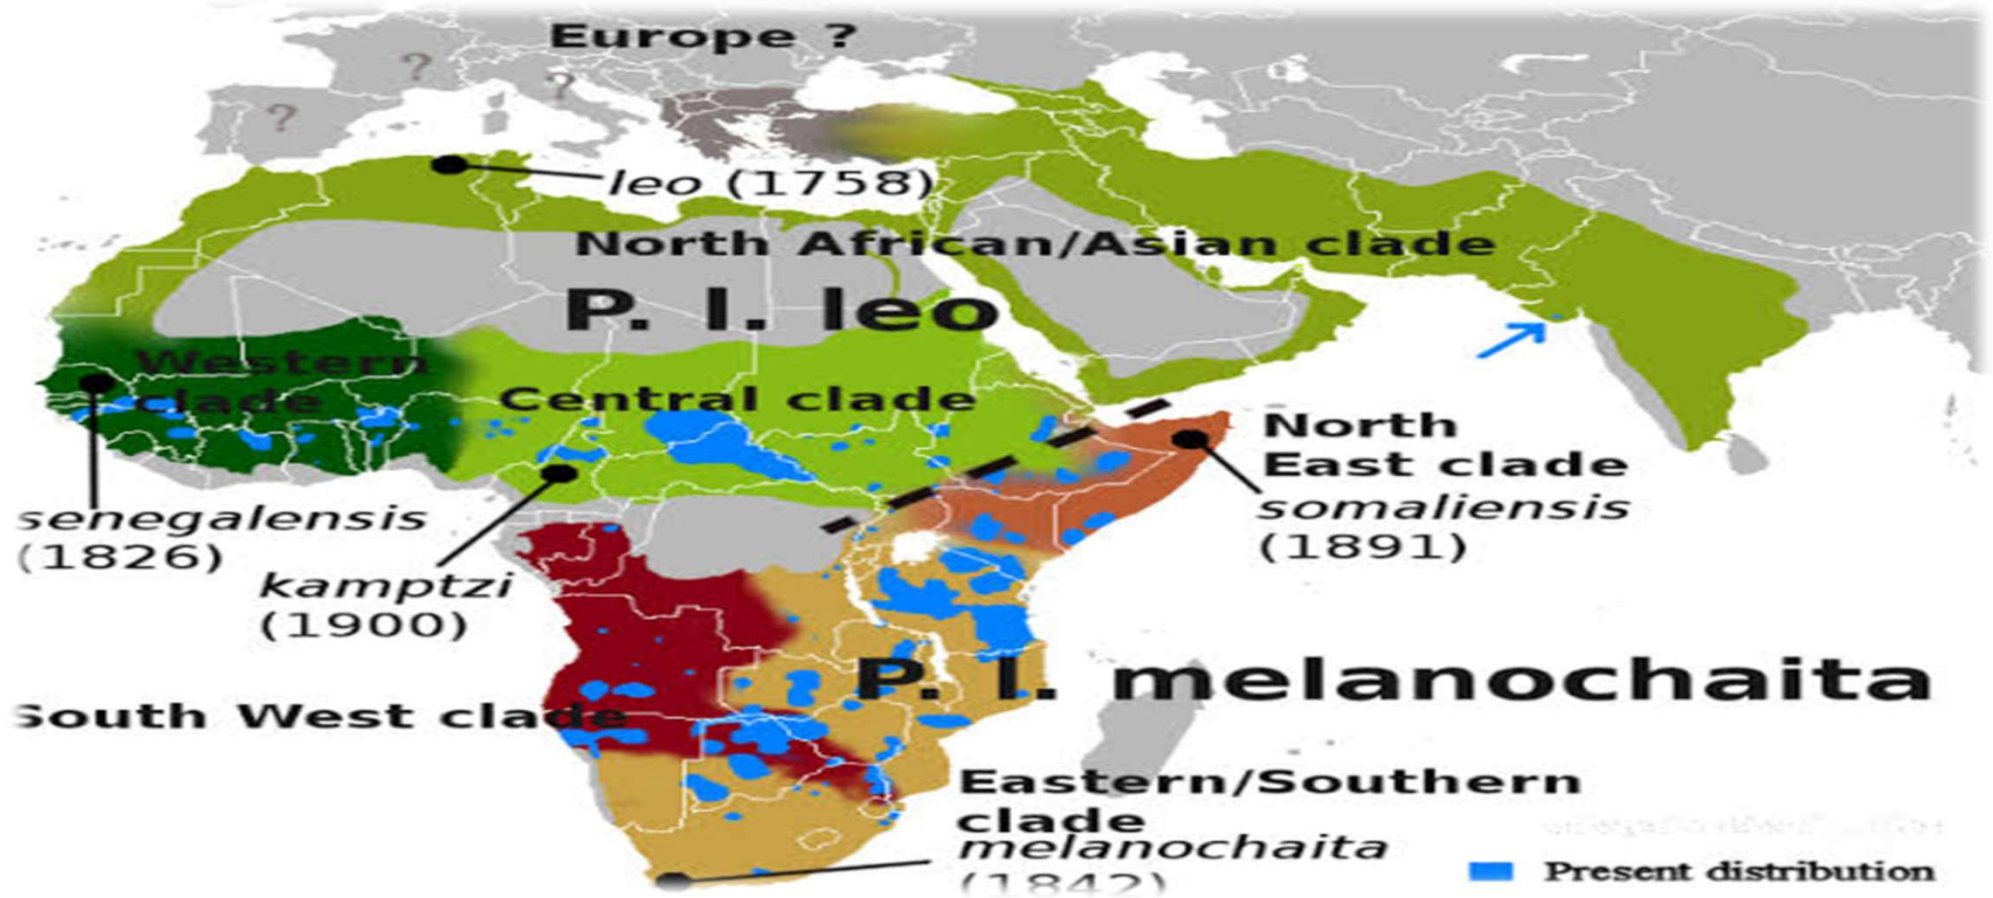 Europe ?
?
?
?
leo (1758)
North African/Asian clade
P. l. leo
Western
clade
Central clade
North
East clade
senegalensis
(1826)
somaliensis
(1891)
kamptzi
(1900)
P. l. melanochaita
South West clade
Eastern/Southern
clade
melanochaita
(1842)
Present distribution